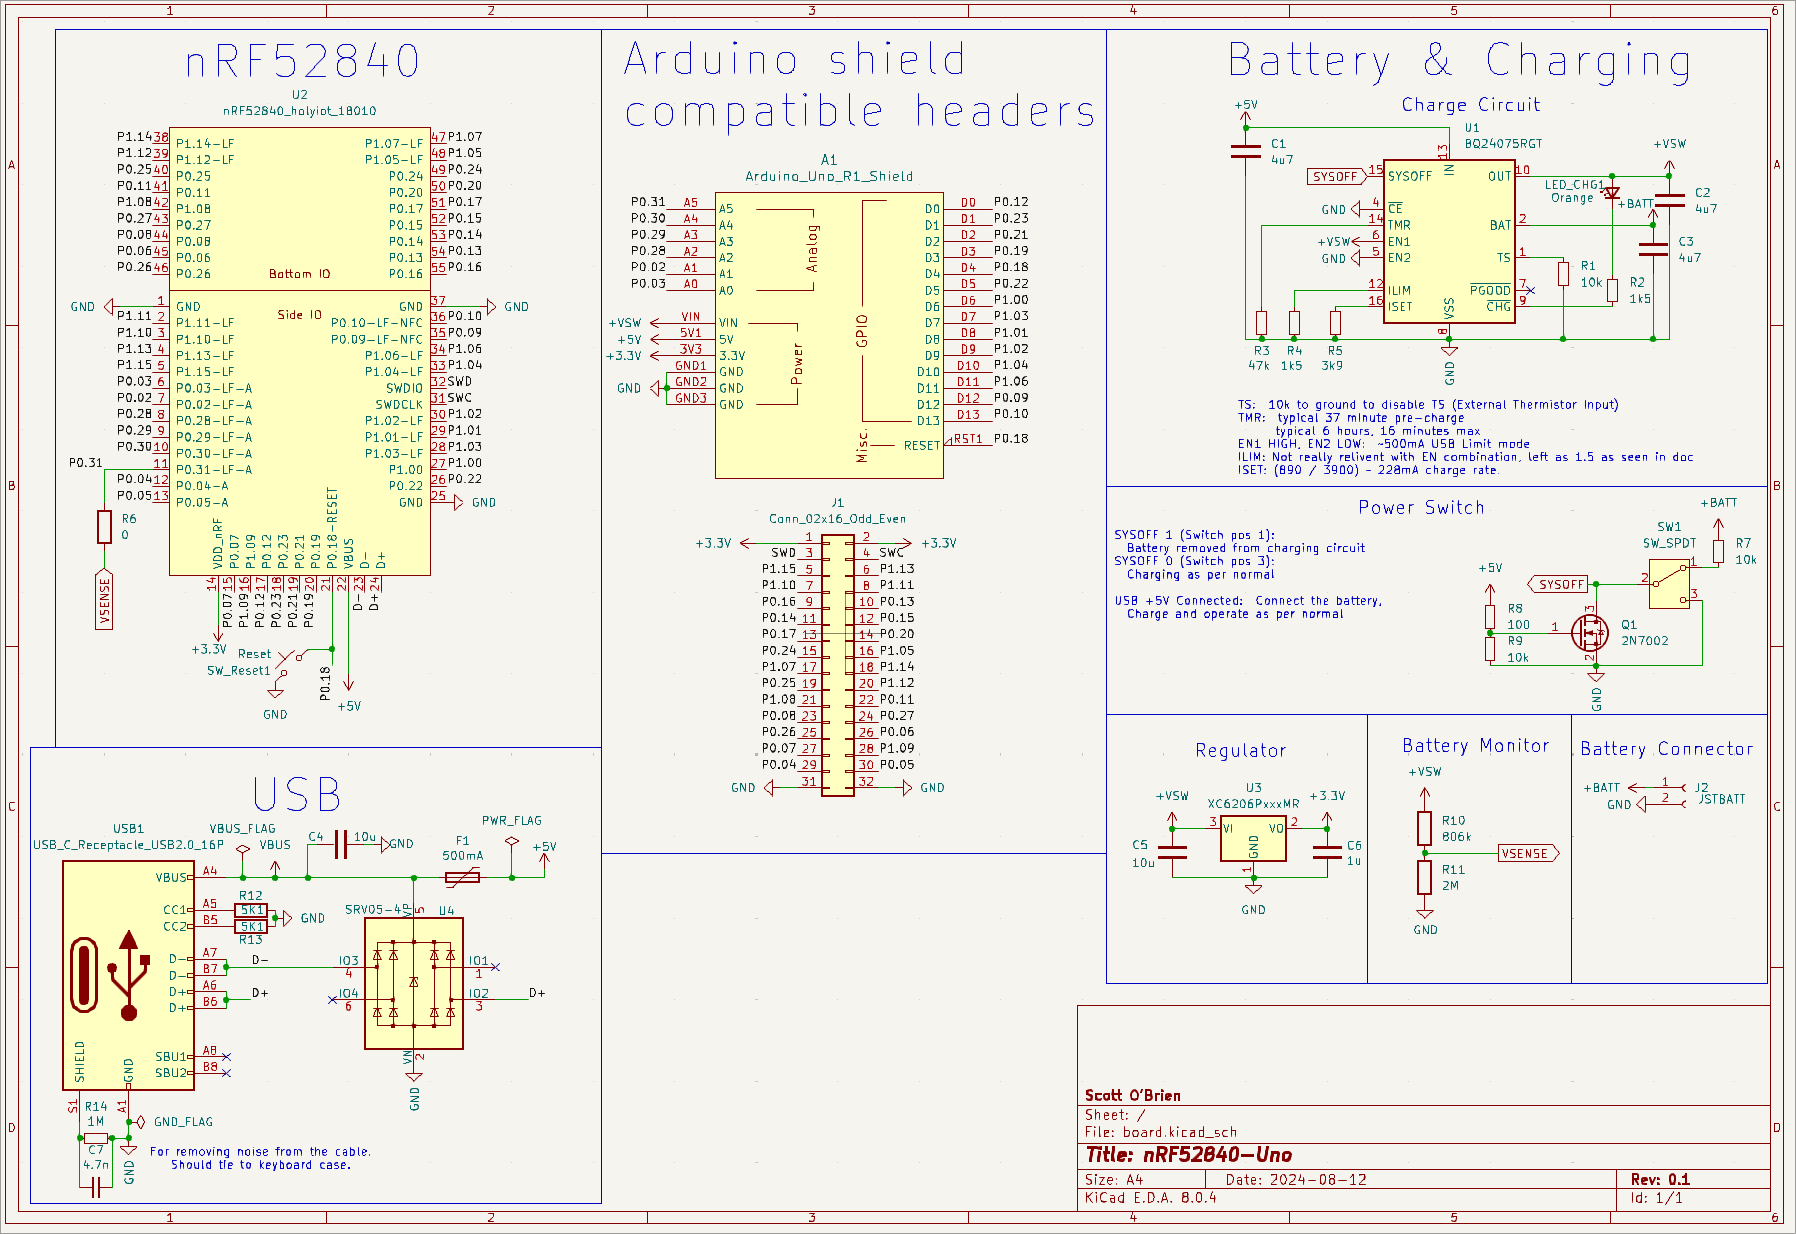 1 2 3 4 5 6
A
B
C
D
nRF52840
U2
nRF52840_holyiot_18010
P1.14 38 P1.14-LF P1.07-LF 47 P1.07
P1.12 39 P1.12-LF P1.05-LF 48 P1.05
P0.25 40 P0.25 P0.24 49 P0.24
P0.11 41 P0.11 P0.20 50 P0.20
P1.08 42 P1.08 P0.17 51 P0.17
P0.27 43 P0.27 P0.15 52 P0.15
P0.08 44 P0.08 P0.14 53 P0.14
P0.06 45 P0.06 P0.13 54 P0.13
P0.26 46 P0.26 P0.16 55 P0.16
Bottom IO
GND 1 GND GND 37 GND
Side IO
P1.11 2 P1.11-LF P0.10-LF-NFC 36 P0.10
P1.10 3 P1.10-LF P0.09-LF-NFC 35 P0.09
P1.13 4 P1.13-LF P1.06-LF 34 P1.06
P1.15 5 P1.15-LF P1.04-LF 33 P1.04
P0.03 6 P0.03-LF-A SWDIO 32 SWD
P0.02 7 P0.02-LF-A SWDCLK 31 SWC
P0.28 8 P0.28-LF-A P1.02-LF 30 P1.02
P0.29 9 P0.29-LF-A P1.01-LF 29 P1.01
P0.30 10 P0.30-LF-A P1.03-LF 28 P1.03
P0.31 11 P0.31-LF-A P1.00 27 P1.00
P0.04 12 P0.04-A P0.22 26 P0.22
P0.05 13 P0.05-A GND 25 GND
R6
0
VSENSE
VDD_nRF P0.07 P1.09 P0.12 P0.23 P0.21 P0.19 P0.18-RESET VBUS D- D+
14 15 16 17 18 19 20 21 22 23 24
P0.07 P1.09 P0.12 P0.23 P0.21 P0.19 D- D+
+3.3V
Reset
SW_Reset1
P0.18
GND
+5V
Arduino shield
compatible headers
A1
Arduino_Uno_R1_Shield
P0.31 A5 A5 D0 D0 P0.12
P0.30 A4 A4 D1 D1 P0.23
P0.29 A3 A3 D2 D2 P0.21
P0.28 A2 A2 D3 D3 P0.19
P0.02 A1 A1 D4 D4 P0.18
P0.03 A0 A0 D5 D5 P0.22
D6 D6 P1.00
+VSW VIN VIN D7 D7 P1.03
+5V 5V1 5V D8 D8 P1.01
+3.3V 3V3 3.3V D9 D9 P1.02
GND1 GND D10 D10 P1.04
GND GND2 GND D11 D11 P1.06
GND3 GND D12 D12 P0.09
D13 D13 P0.10
RESET RST1 P0.18
Analog
Power
GPIO
Misc.
J1
Conn_02x16_Odd_Even
+3.3V 1 2 +3.3V
SWD 3 4 SWC
P1.15 5 6 P1.13
P1.10 7 8 P1.11
P0.16 9 10 P0.13
P0.14 11 12 P0.15
P0.17 13 14 P0.20
P0.24 15 16 P1.05
P1.07 17 18 P1.14
P0.25 19 20 P1.12
P1.08 21 22 P0.11
P0.08 23 24 P0.27
P0.26 25 26 P0.06
P0.07 27 28 P1.09
P0.04 29 30 P0.05
GND 31 32 GND
Battery & Charging
Charge Circuit
+5V
C1
4u7
U1
BQ24075RGT
13 IN
SYSOFF 15 SYSOFF OUT 10
GND 4 CE
14 TMR BAT 2
+VSW 6 EN1
GND 5 EN2 TS 1
12 ILIM PGOOD 7
16 ISET CHG 9
VSS 8
GND
+VSW
LED_CHG1
Orange
+BATT
C2
4u7
C3
4u7
R1
10k
R2
1k5
R3
47k
R4
1k5
R5
3k9
TS: 10k to ground to disable TS (External Thermistor Input)
TMR: typical 37 minute pre-charge
typical 6 hours, 16 minutes max
EN1 HIGH, EN2 LOW: ~500mA USB Limit mode
ILIM: Not really relivent with EN combination, left as 1.5 as seen in doc
ISET: (890 / 3900) - 228mA charge rate.
Power Switch
SYSOFF 1 (Switch pos 1):
Battery removed from charging circuit
SYSOFF 0 (Switch pos 3):
Charging as per normal
USB +5V Connected: Connect the battery,
Charge and operate as per normal
+BATT
SW1
SW_SPDT
R7
10k
+5V
SYSOFF
2 1 3
R8
100
R9
10k
1 3 2
Q1
2N7002
GND
Regulator
+VSW
U3
XC6206PxxxMR
+3.3V
3 VI VO 2
GND
1
C5
10u
C6
1u
GND
Battery Monitor
+VSW
R10
806k
VSENSE
R11
2M
GND
Battery Connector
+BATT 1 J2
GND 2 JSTBATT
USB
USB1
USB_C_Receptacle_USB2.0_16P
VBUS_FLAG
VBUS
C4
10u
GND
F1
500mA
PWR_FLAG
+5V
VBUS A4
CC1 A5
CC2 B5
R12
5K1
5K1
R13
GND
D- A7
D- B7
D-
D+ A6
D+ B6
D+
SBU1 A8
SBU2 B8
SHIELD
GND
S1
A1
SRV05-4
U4
VP 5
IO3 4
IO4 6
IO1 1
IO2 3
D+
VN 2
GND
R14
1M
C7
4.7n
GND_FLAG
GND
For removing noise from the cable.
Should tie to keyboard case.
Scott O'Brien
Sheet: /
File: board.kicad_sch
Title: nRF52840-Uno
Size: A4 Date: 2024-08-12 Rev: 0.1
KiCad E.D.A. 8.0.4 Id: 1/1
A
B
C
D
1 2 3 4 5 6